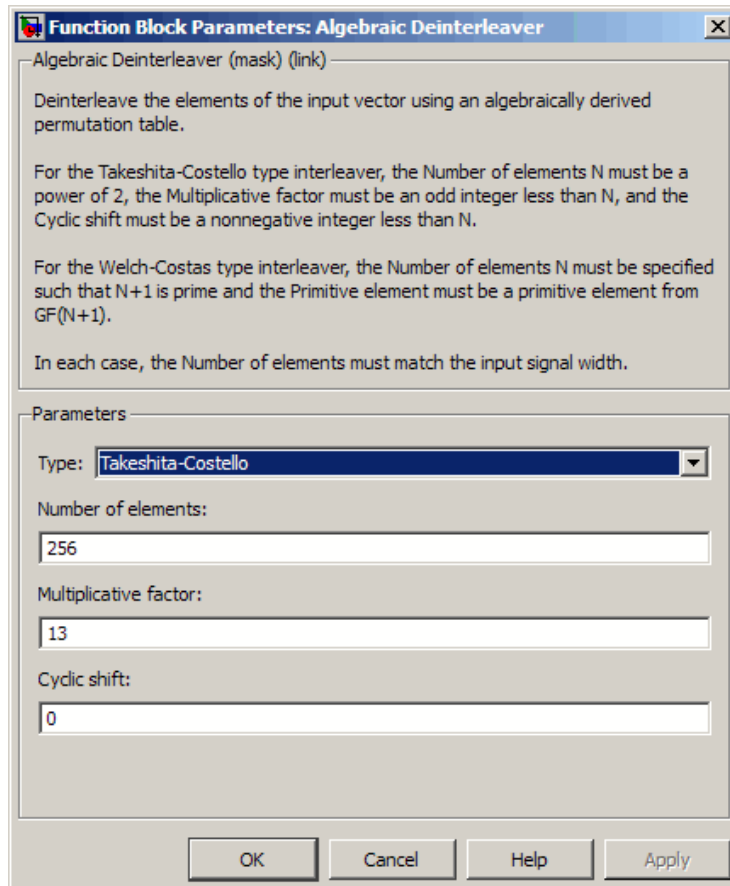 Function Block Parameters: Algebraic Deinterleaver
Algebraic Deinterleaver (mask) (link)
Deinterleave the elements of the input vector using an algebraically derived
permutation table.
For the Takeshita-Costello type interleaver, the Number of elements N must be a
power of 2, the Multiplicative factor must be an odd integer less than N, and the
Cyclic shift must be a nonnegative integer less than N.
For the Welch-Costas type interleaver, the Number of elements N must be specified
such that N+1 is prime and the Primitive element must be a primitive element from
GF(N+1).
In each case, the Number of elements must match the input signal width.
Parameters
Type: Takeshita-Costello
Number of elements:
256
Multiplicative factor:
13
Cyclic shift:
0
OK Cancel Help Apply